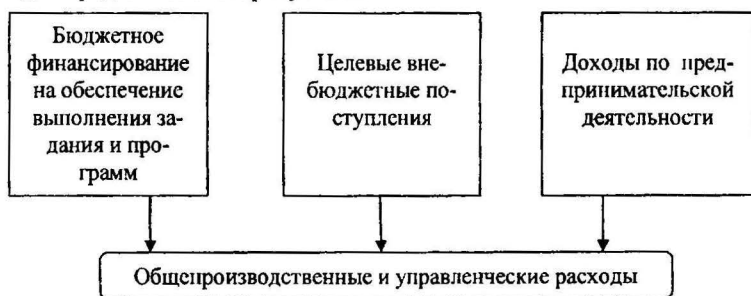 Бюджетное
финансирование
на обеспечение
выполнения за-
дания и про-
грамм
Целевые вне-
бюджетные по-
ступления
Доходы по пред-
принимательской
деятельности
Общепроизводственные и управленческие расходы